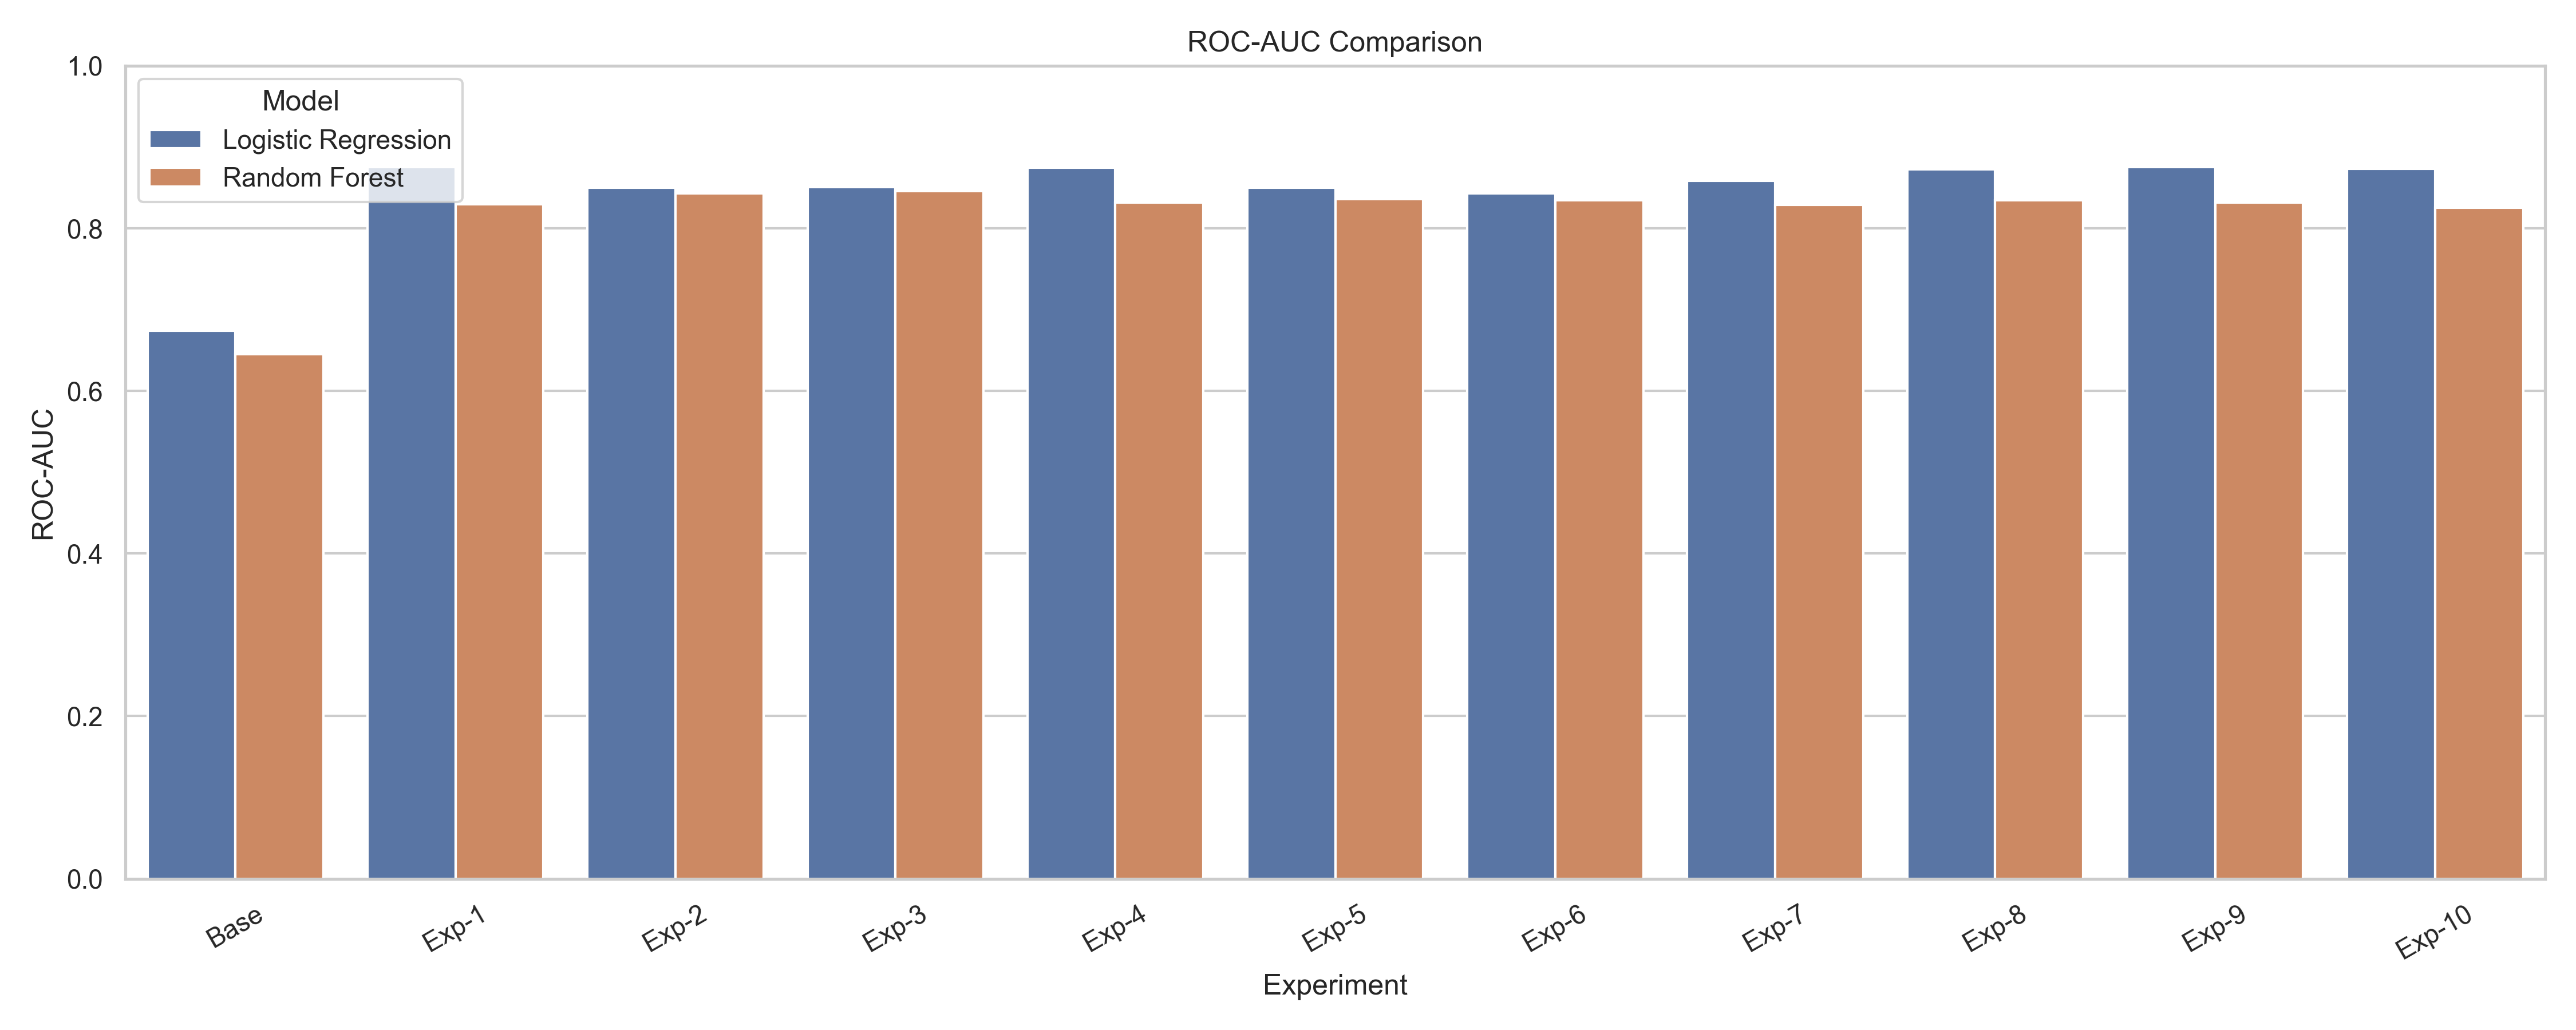 ROC-AUC Comparison
1.0
0.8
0.6
0.4
0.2
0.0
ROC-AUC
Model
Logistic Regression
Random Forest
Base
Exp-1
Exp-2
Exp-3
Exp-4
Exp-5
Exp-6
Exp-7
Exp-8
Exp-9
Exp-10
Experiment